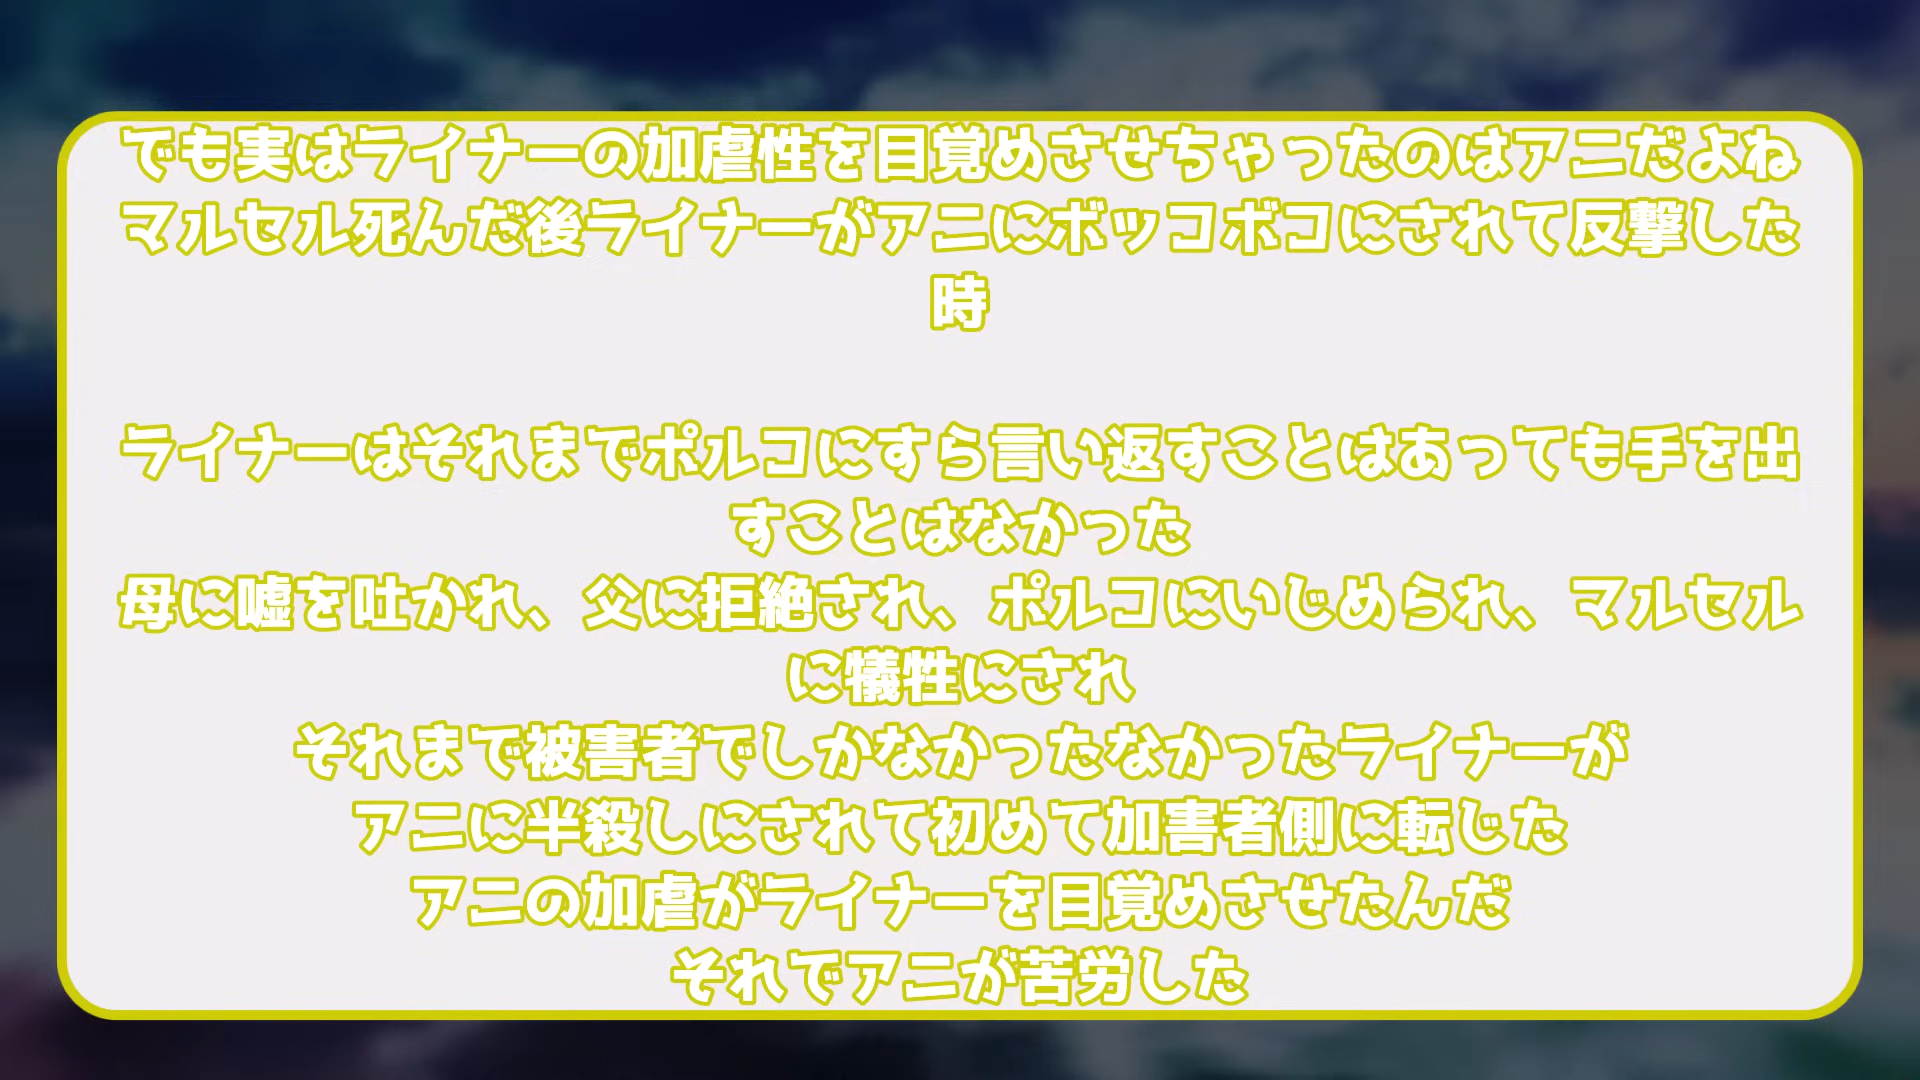 でも実はライナーの加虐性を目覚めさせちゃったのはアニだよね
マルセル死んだ後ライナーがアニにボッコボコにされて反撃した
時
ライナーはそれまでポルコにすら言い返すことはあっても手を出
すことはなかった
母に嘘を吐かれ、父に拒絶され、ポルコにいじめられ、マルセル
に犠牲にされ
それまで被害者でしかなかったなかったライナーが
アニに半殺しにされて初めて加害者側に転じた
アニの加虐がライナーを目覚めさせたんだ
それでアニが苦労した